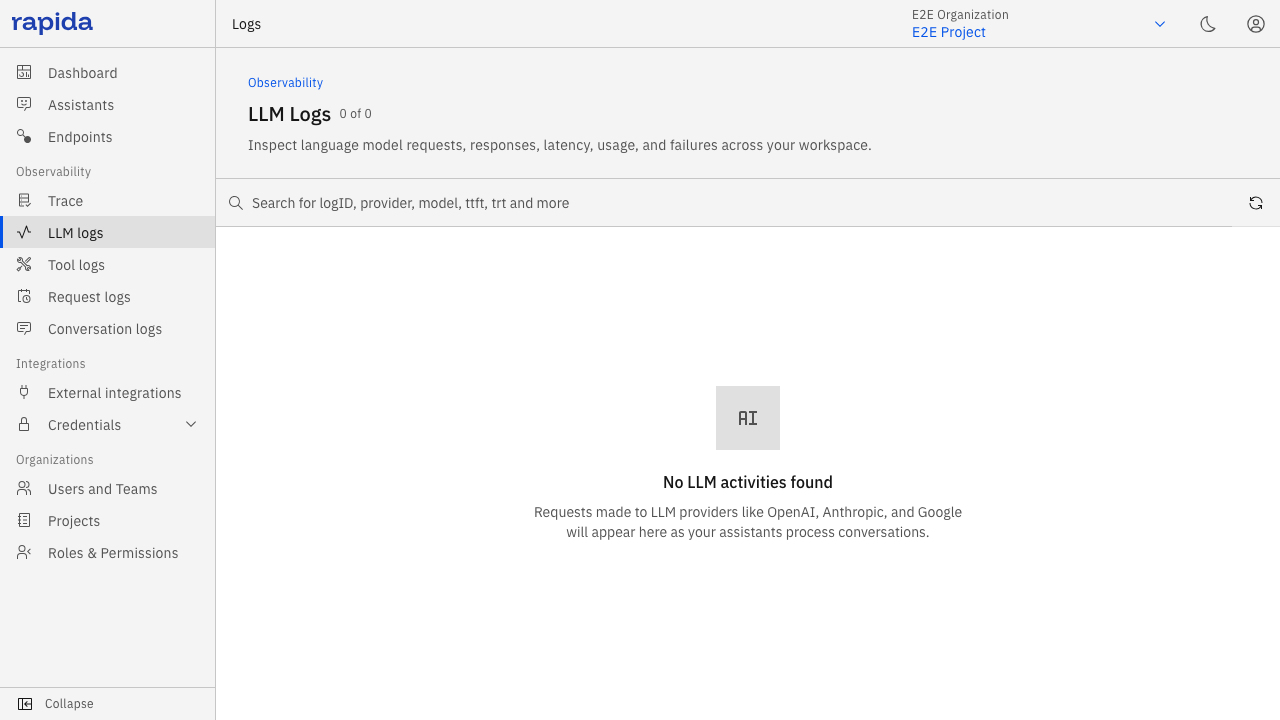 rapida
Logs
E2E Organization
E2E Project
Dashboard
Assistants
Endpoints
Observability
Trace
LLM logs
Tool logs
Request logs
Conversation logs
Integrations
External integrations
Credentials
Organizations
Users and Teams
Projects
Roles & Permissions
Collapse
Observability
LLM Logs 0 of 0
Inspect language model requests, responses, latency, usage, and failures across your workspace.
Search for logID, provider, model, ttft, trt and more
AI
No LLM activities found
Requests made to LLM providers like OpenAI, Anthropic, and Google
will appear here as your assistants process conversations.